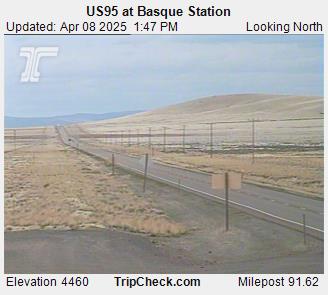 US95 at Basque Station
Updated: Apr 08 2025 1:47 PM Looking North
Elevation 4460 TripCheck.com Milepost 91.62